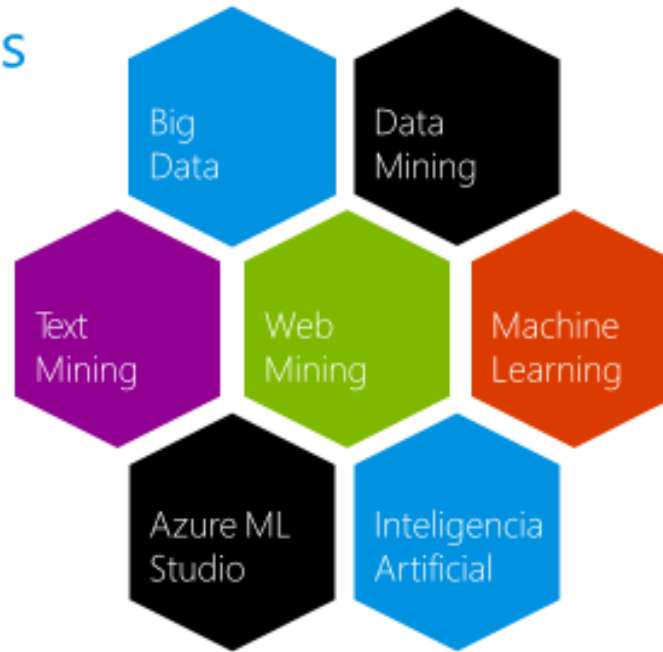 s
Big
Data
Data
Mining
Text
Mining
Web
Mining
Machine
Learning
Azure ML
Studio
Inteligencia
Artificial